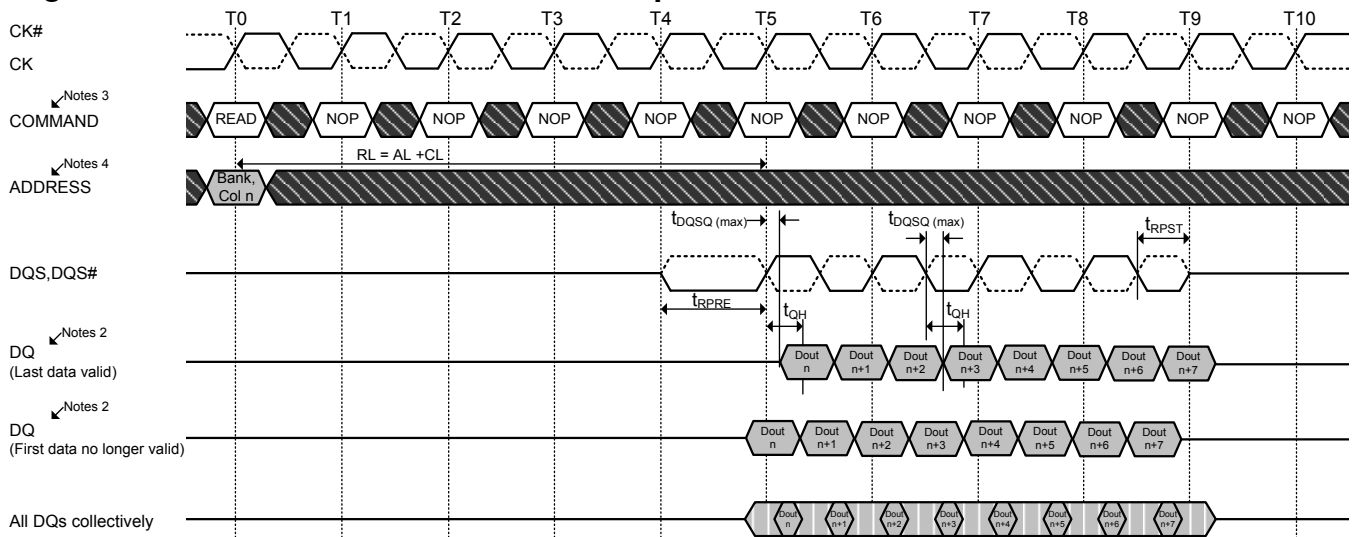 T0 T1 T2 T3 T4 T5 T6 T7 T8 T9 T10
CK#
CK
Notes 3
COMMAND
READ NOP NOP NOP NOP NOP NOP NOP NOP NOP NOP
RL = AL +CL
Notes 4
ADDRESS
Bank,
Col n
tDQSQ (max) tDQSQ (max) tRPST
DQS,DQS#
tRPRE
tQH tQH
Notes 2
DQ
(Last data valid)
Dout n Dout n+1 Dout n+2 Dout n+3 Dout n+4 Dout n+5 Dout n+6 Dout n+7
Notes 2
DQ
(First data no longer valid)
Dout n Dout n+1 Dout n+2 Dout n+3 Dout n+4 Dout n+5 Dout n+6 Dout n+7
All DQs collectively
Dout n Dout n+1 Dout n+2 Dout n+3 Dout n+4 Dout n+5 Dout n+6 Dout n+7